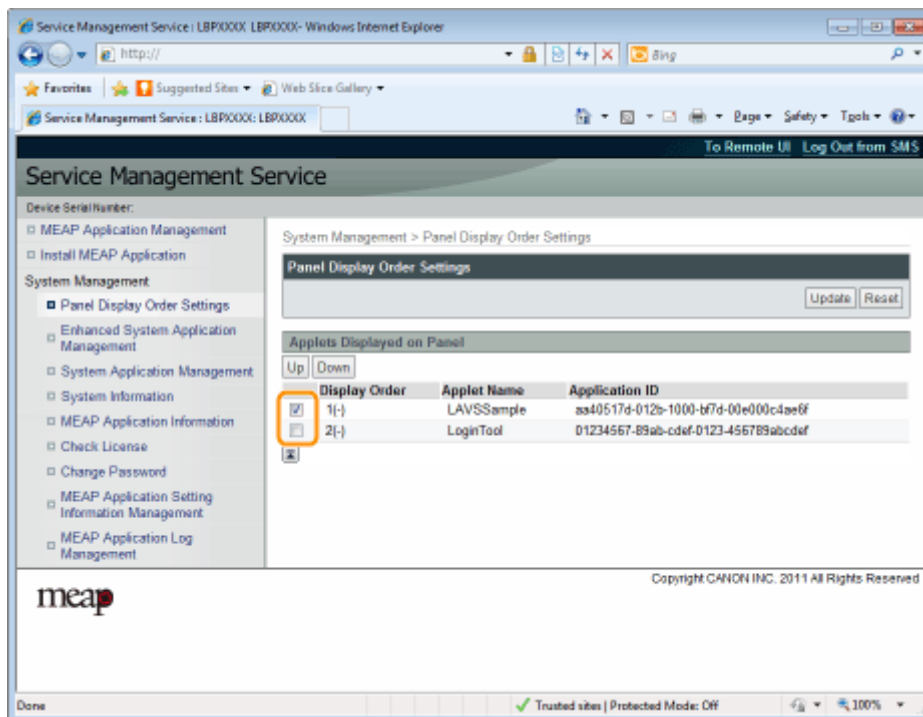 Service Management Service : LBPXXXX LBPXXXX- Windows Internet Explorer
http://
Bing
Favorites Suggested Sites Web Slice Gallery
Service Management Service : LBPXXXX: LBPXXXX
Page Safety Tools
To Remote UI Log Out from SMS
Service Management Service
Device Serial Number:
MEAP Application Management
Install MEAP Application
System Management
Panel Display Order Settings
Enhanced System Application
Management
System Application Management
System Information
MEAP Application Information
Check License
Change Password
MEAP Application Setting
Information Management
MEAP Application Log
Management
System Management > Panel Display Order Settings
Panel Display Order Settings
Update Reset
Applets Displayed on Panel
Up Down
Display Order Applet Name Application ID
1(-) LAVSSample aa40517d-012b-1000-bf7d-00e000c4ae6f
2(-) LoginTool 01234567-89ab-cdef-0123-456789abcdef
Copyright CANON INC. 2011 All Rights Reserved
meap
Done Trusted sites | Protected Mode: Off 100%